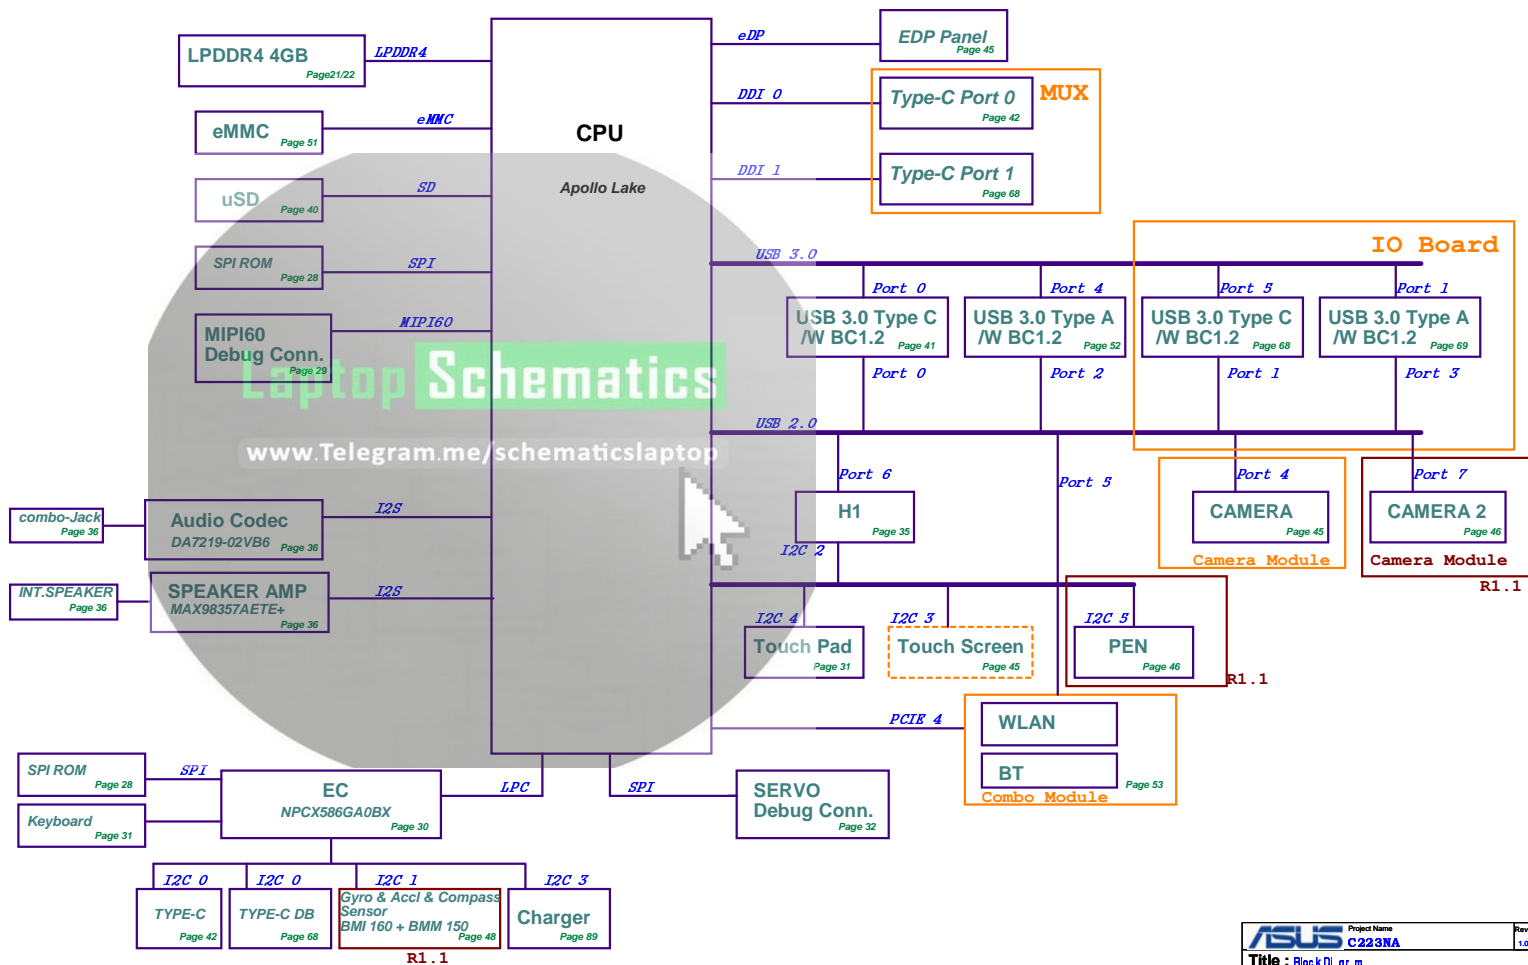 LPDDR4 4GB
Page21/22
LPDDR4
eMMC
Page 51
eMMC
uSD
Page 40
SD
SPI ROM
Page 28
SPI
MIPI60
Debug Conn.
Page 29
MIPI60
CPU
Apollo Lake
eDP
EDP Panel
Page 45
DDI 0
Type-C Port 0
Page 42
MUX
DDI 1
Type-C Port 1
Page 68
IO Board
USB 3.0
Port 0
Port 4
Port 5
Port 1
USB 3.0 Type C
/W BC1.2
Page 41
USB 3.0 Type A
/W BC1.2
Page 52
USB 3.0 Type C
/W BC1.2
Page 68
USB 3.0 Type A
/W BC1.2
Page 69
Port 0
Port 2
Port 1
Port 3
USB 2.0
Laptop Schematics
www.Telegram.me/schematicslaptop
Port 6
Port 5
Port 4
Port 7
H1
Page 35
CAMERA
Page 45
Camera Module
CAMERA 2
Page 46
Camera Module
R1.1
combo-Jack
Page 36
Audio Codec
DA7219-02VB6
Page 36
I2S
INT.SPEAKER
Page 36
SPEAKER AMP
MAX98357AETE+
Page 36
I2S
I2C 2
I2C 4
I2C 3
I2C 5
Touch Pad
Page 31
Touch Screen
Page 45
PEN
Page 46
R1.1
PCIE 4
WLAN
BT
Page 53
Combo Module
SPI ROM
Page 28
SPI
Keyboard
Page 31
EC
NPCX586GA0BX
Page 30
LPC
SPI
SERVO
Debug Conn.
Page 32
I2C 0
I2C 0
I2C 1
I2C 3
TYPE-C
Page 42
TYPE-C DB
Page 68
Gyro & Accl & Compass
Sensor
BMI 160 + BMM 150
Page 48
R1.1
Charger
Page 89
ASUS
Project Name
C223NA
Rev
1.0
Title :